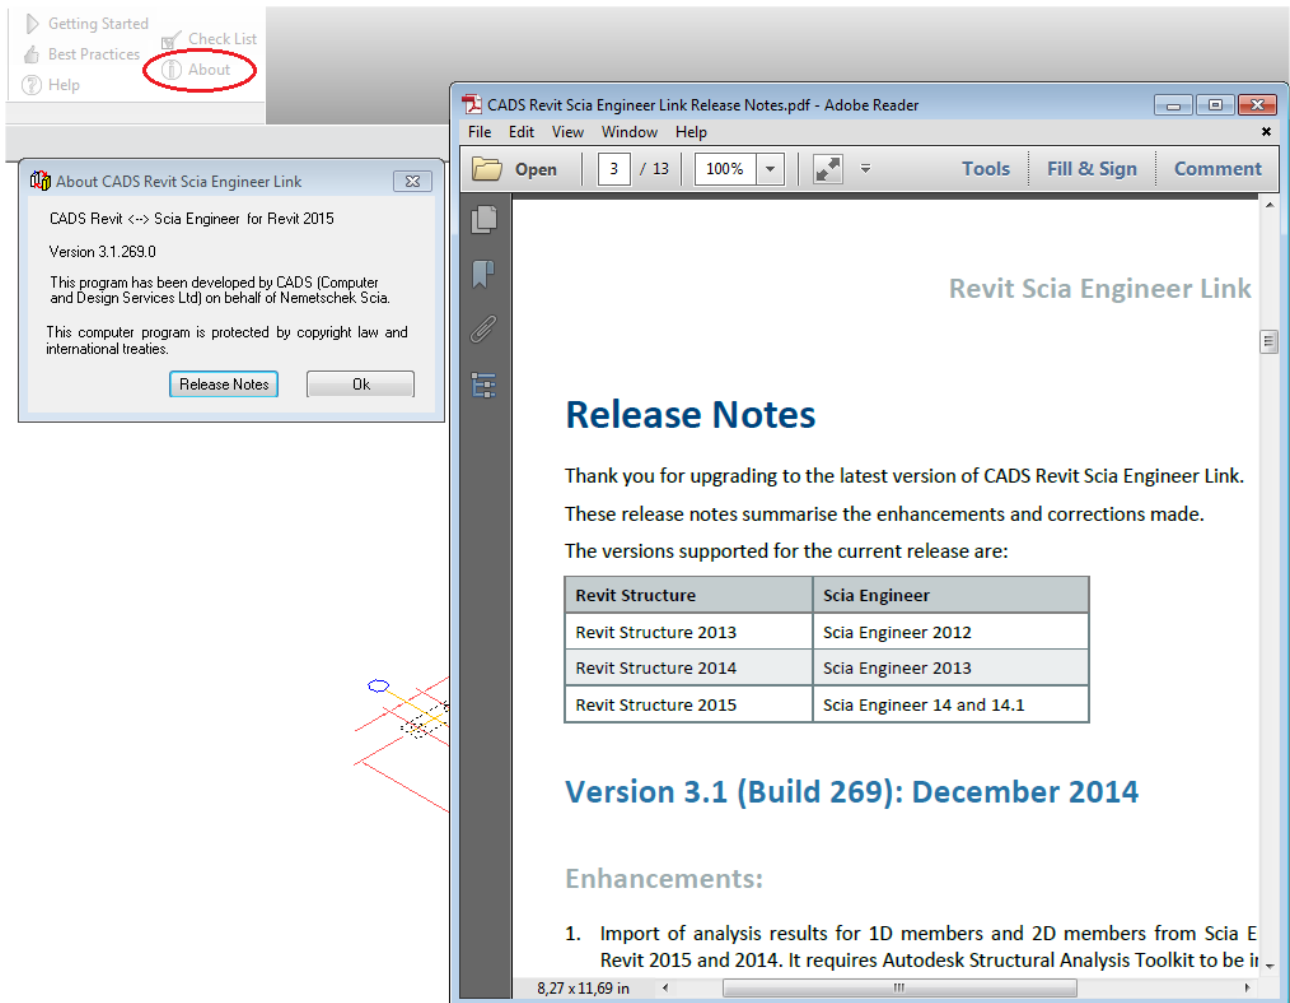 Getting Started
Best Practices
Help
Check List
About
About CADS Revit Scia Engineer Link
CADS Revit <--> Scia Engineer for Revit 2015
Version 3.1.269.0
This program has been developed by CADS (Computer
and Design Services Ltd) on behalf of Nemetschek Scia.
This computer program is protected by copyright law and
international treaties.
Release Notes Ok
CADS Revit Scia Engineer Link Release Notes.pdf - Adobe Reader
File Edit View Window Help
Open 3 / 13 100% Tools Fill & Sign Comment
Revit Scia Engineer Link
Release Notes
Thank you for upgrading to the latest version of CADS Revit Scia Engineer Link.
These release notes summarise the enhancements and corrections made.
The versions supported for the current release are:
Revit Structure Scia Engineer
Revit Structure 2013 Scia Engineer 2012
Revit Structure 2014 Scia Engineer 2013
Revit Structure 2015 Scia Engineer 14 and 14.1
Version 3.1 (Build 269): December 2014
Enhancements:
1. Import of analysis results for 1D members and 2D members from Scia E
Revit 2015 and 2014. It requires Autodesk Structural Analysis Toolkit to be
8,27 x 11,69 in